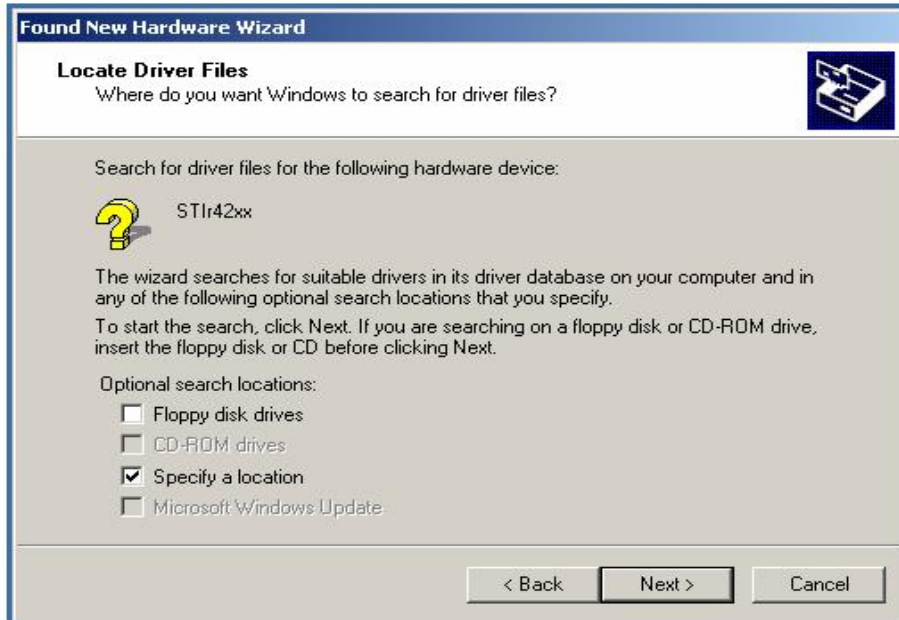 Found New Hardware Wizard
Locate Driver Files
Where do you want Windows to search for driver files?
Search for driver files for the following hardware device:
STIr42xx
The wizard searches for suitable drivers in its driver database on your computer and in
any of the following optional search locations that you specify.
To start the search, click Next. If you are searching on a floppy disk or CD-ROM drive,
insert the floppy disk or CD before clicking Next.
Optional search locations:
Floppy disk drives
CD-ROM drives
Specify a location
Microsoft Windows Update
< Back Next > Cancel